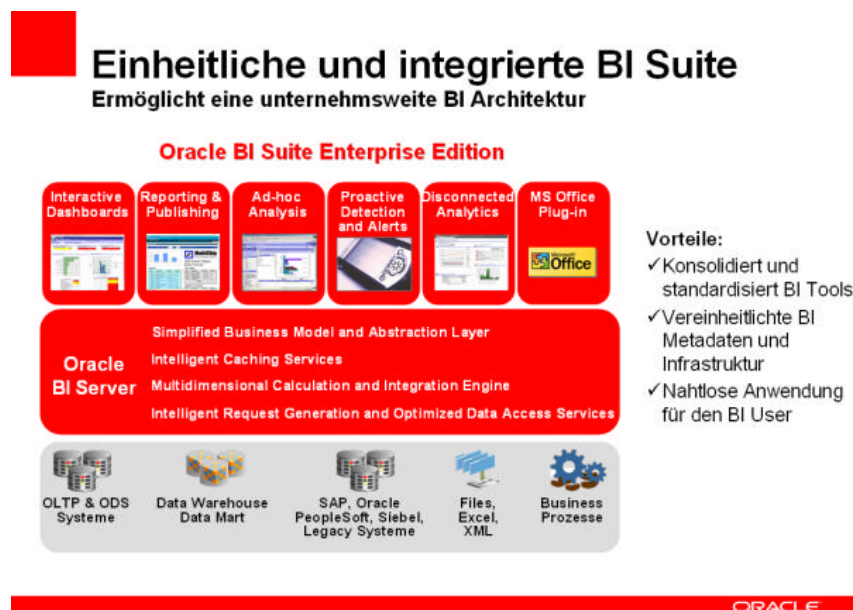 Einheitliche und integrierte BI Suite
Ermöglicht eine unternehmsweite BI Architektur
Oracle BI Suite Enterprise Edition
Interactive
Dashboards
Reporting &
Publishing
Ad-hoc
Analysis
Proactive
Detection
and Alerts
Disconnected
Analytics
MS Office
Plug-in
Microsoft
Office
Oracle
BI Server
Simplified Business Model and Abstraction Layer
Intelligent Caching Services
Multidimensional Calculation and Integration Engine
Intelligent Request Generation and Optimized Data Access Services
OLTP & ODS
Systeme
Data Warehouse
Data Mart
SAP, Oracle
PeopleSoft, Siebel,
Legacy Systeme
Files,
Excel,
XML
Business
Prozesse
Vorteile:
✓Konsolidiert und
standardisiert BI Tools
✓Vereinheitlichte BI
Metadaten und
Infrastruktur
✓Nahtlose Anwendung
für den BI User
ORACLE